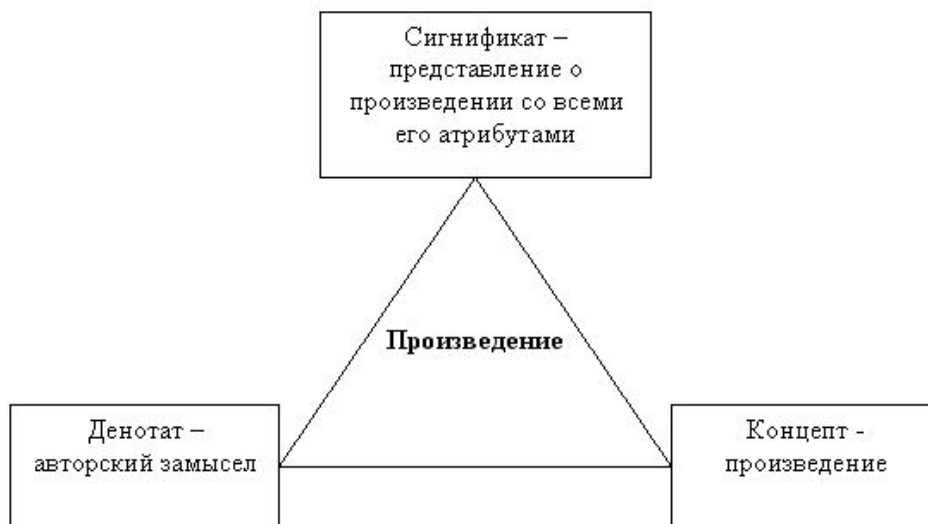 Сигнификат –
представление о
произведении со всеми
его атрибутами
Произведение
Денотат –
авторский замысел
Концепт -
произведение